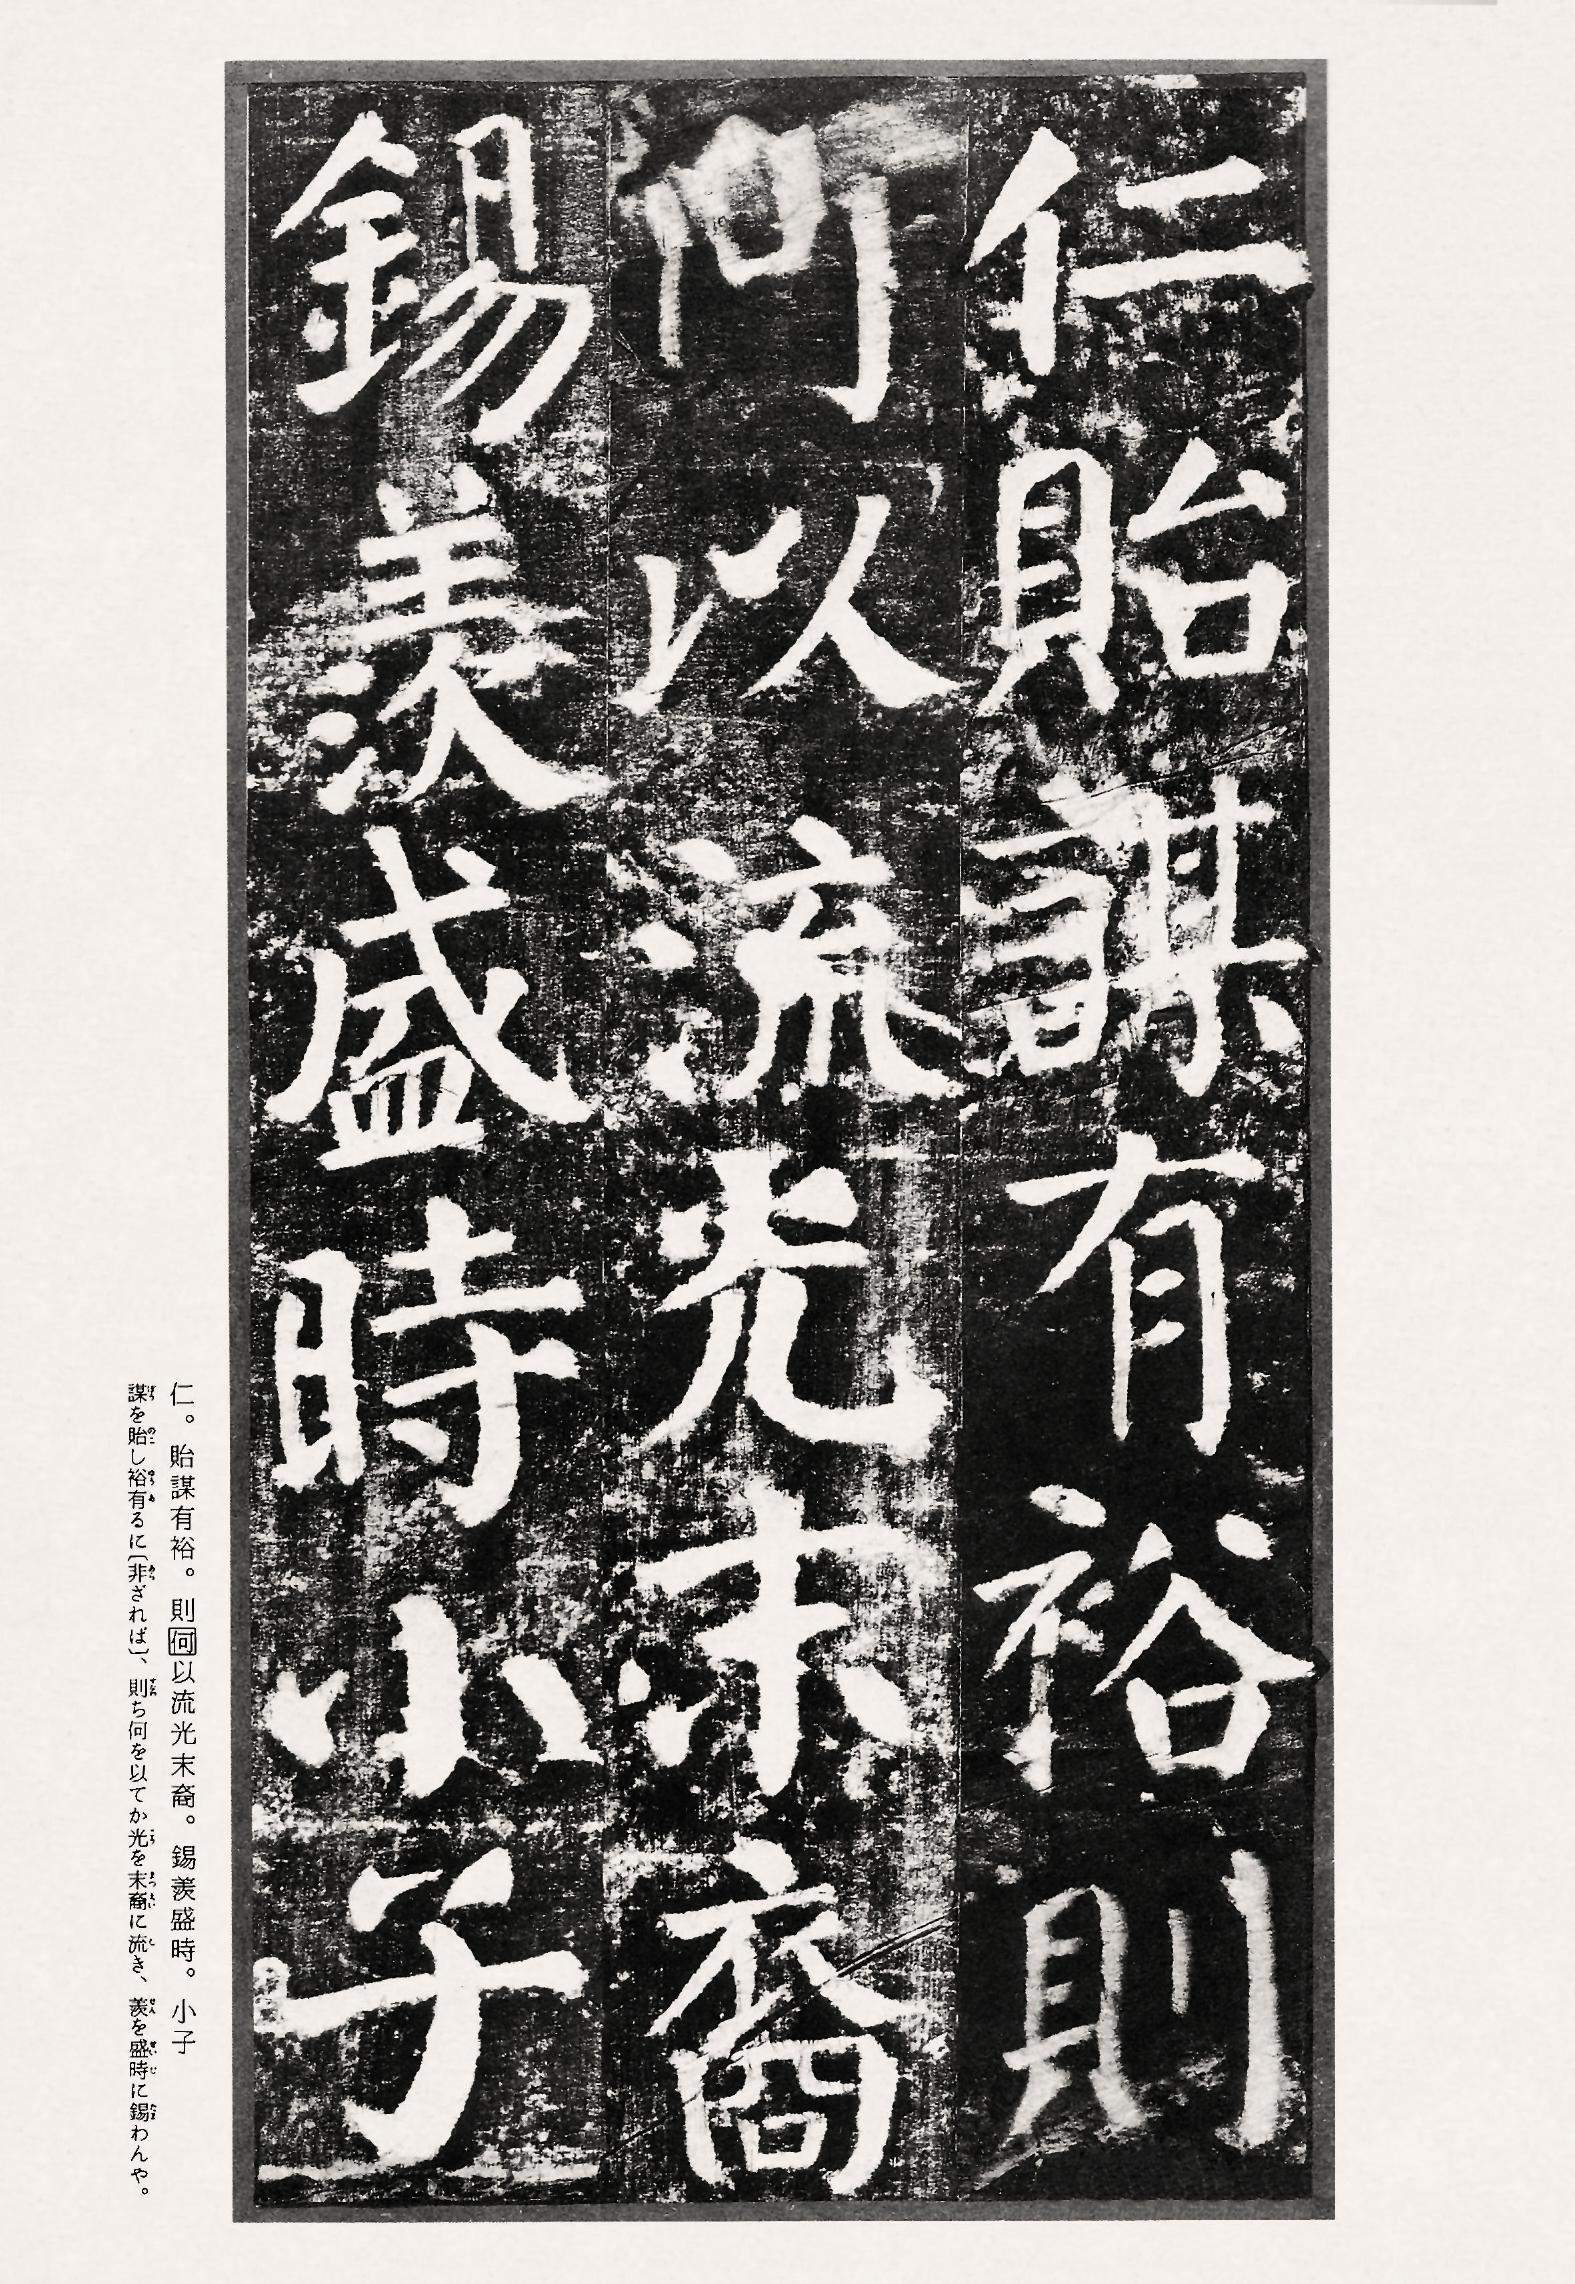 仁貽謀有裕則
何以流光末裔
錫羨盛時小子
仁。貽謀有裕。則何以流光末裔。錫羨盛時。小子
謀を貽し裕有るに〔非ざれば〕、則ち何を以てか光を末裔に流き、羨を盛時に錫わんや。